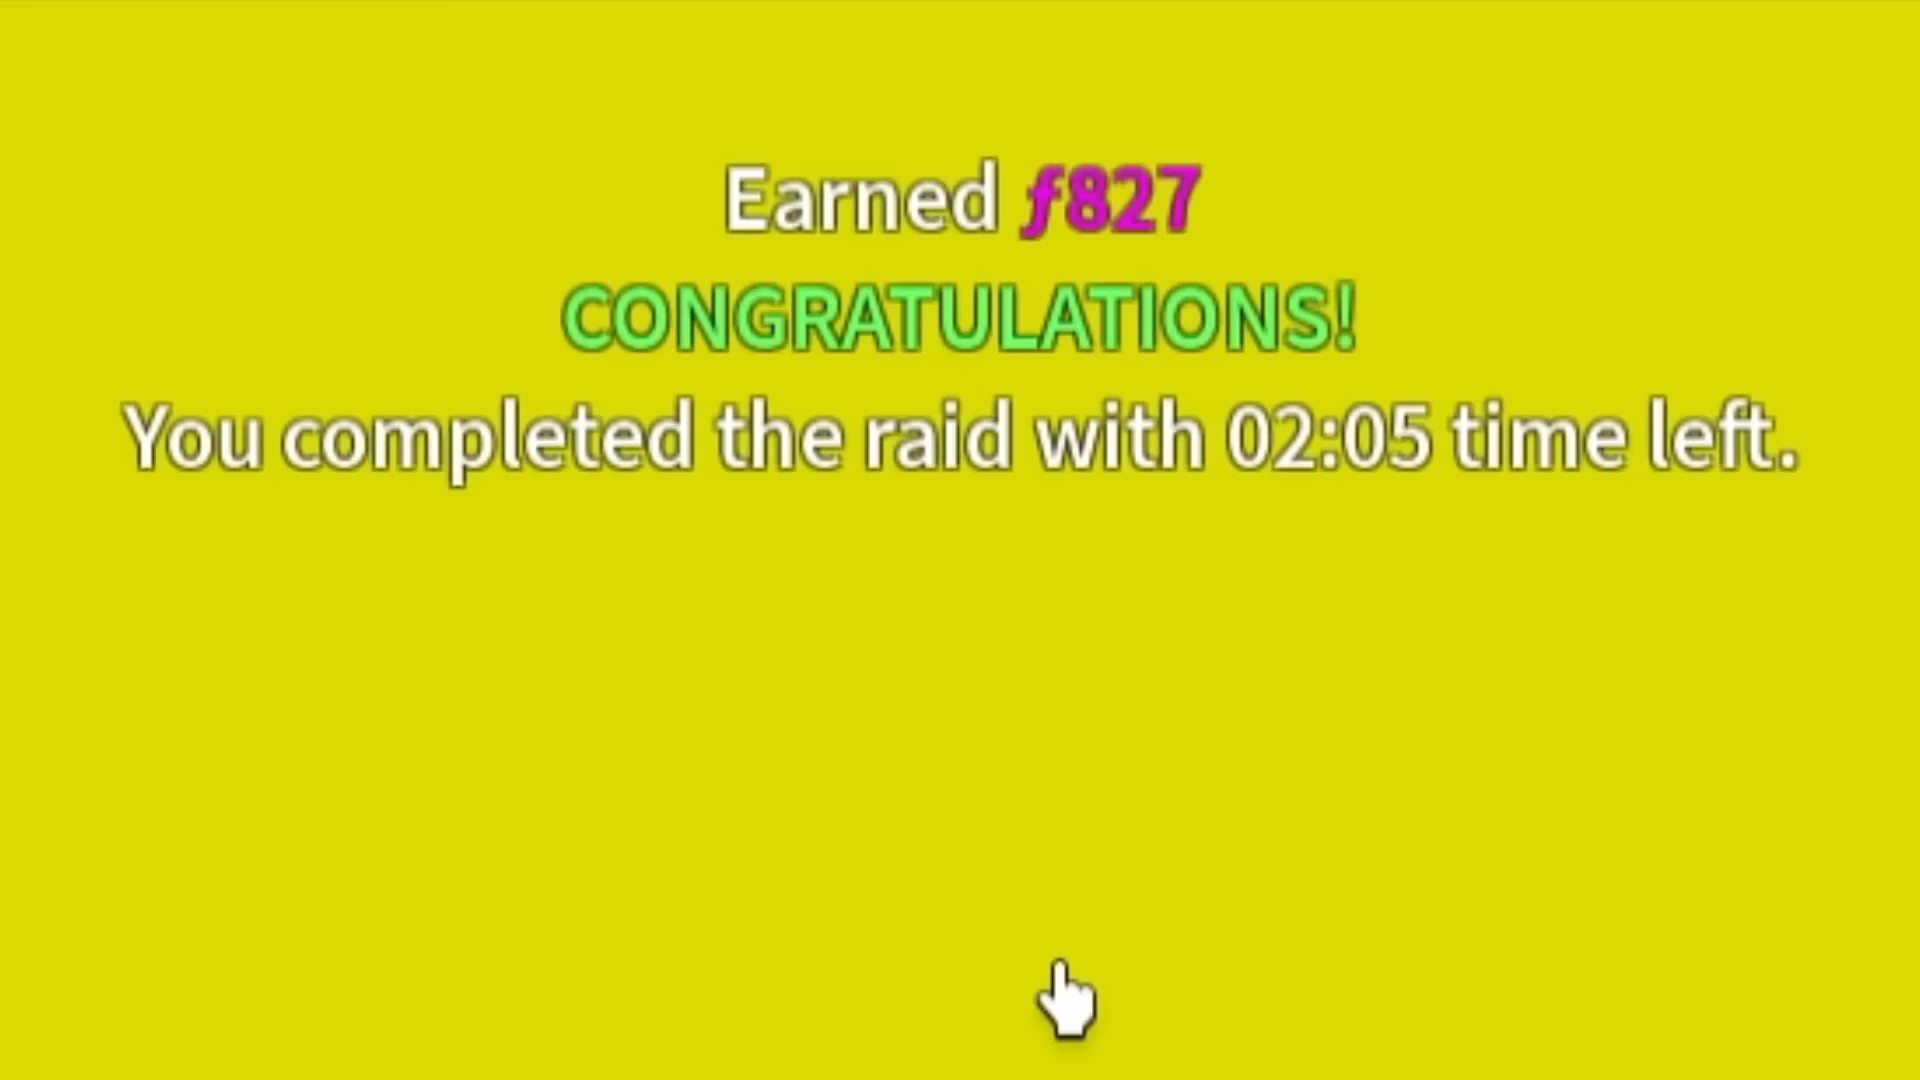 Earned ƒ827
CONGRATULATIONS!
You completed the raid with 02:05 time left.